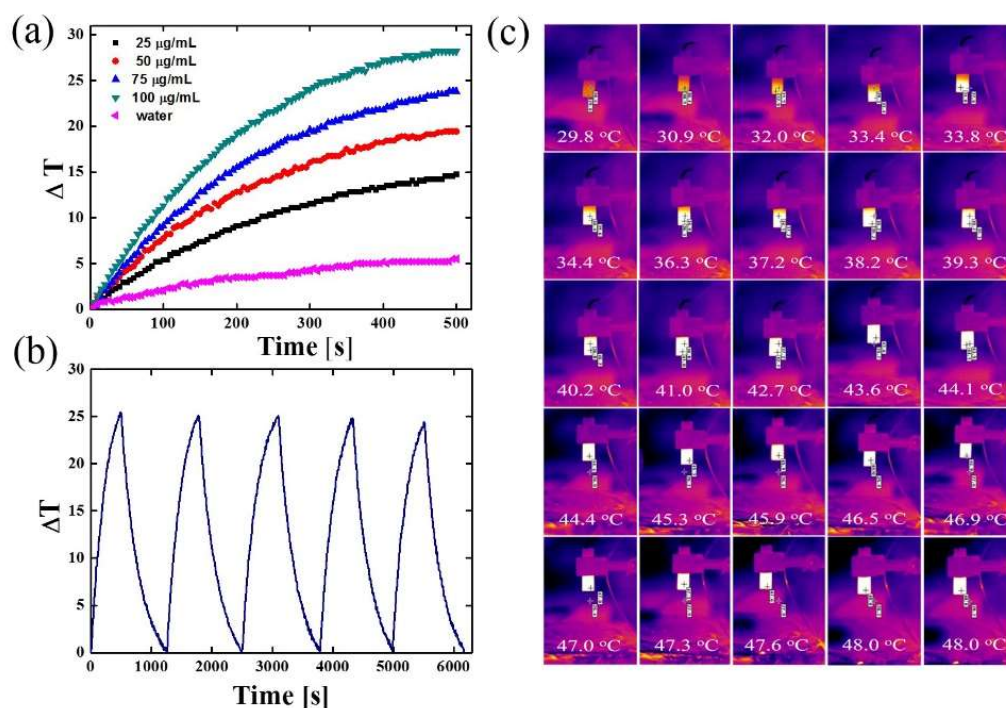 (a)
30
25
20
15
10
5
0
Δ T
25 μg/mL
50 μg/mL
75 μg/mL
100 μg/mL
water
0 100 200 300 400 500
Time [s]
(b)
30
25
20
15
10
5
0
ΔT
0 1000 2000 3000 4000 5000 6000
Time [s]
(c)
29.8 °C 30.9 °C 32.0 °C 33.4 °C 33.8 °C
34.4 °C 36.3 °C 37.2 °C 38.2 °C 39.3 °C
40.2 °C 41.0 °C 42.7 °C 43.6 °C 44.1 °C
44.4 °C 45.3 °C 45.9 °C 46.5 °C 46.9 °C
47.0 °C 47.3 °C 47.6 °C 48.0 °C 48.0 °C